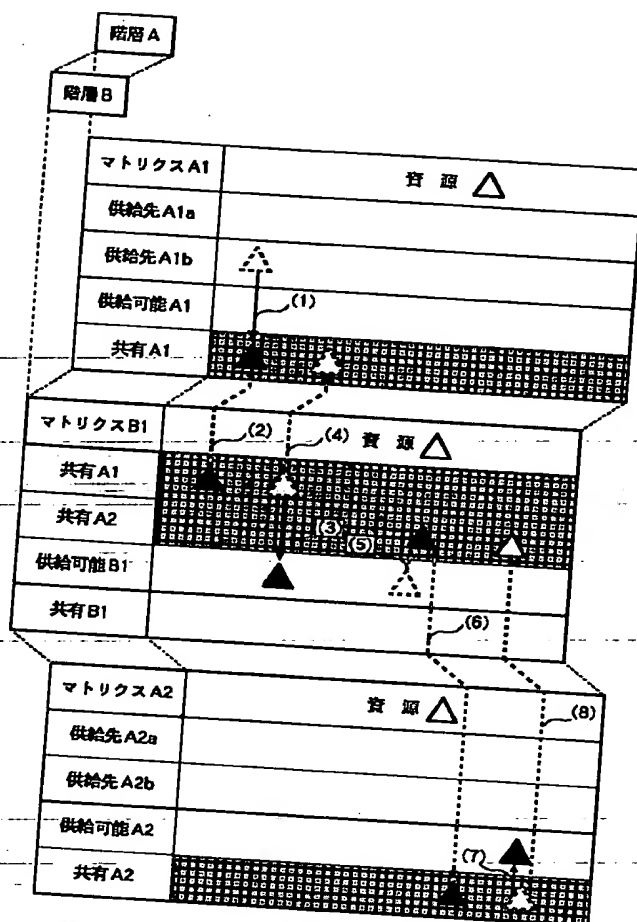 階層A
階層B
マトリクスA1
資 源
供給先A1a
供給先A1b
供給可能A1
(1)
共有A1
マトリクスB1
(2)
(4)
資 源
共有A1
共有A2
(3)
(5)
供給可能B1
共有B1
(6)
マトリクスA2
資 源
(8)
供給先A2a
供給先A2b
供給可能A2
(7)
共有A2